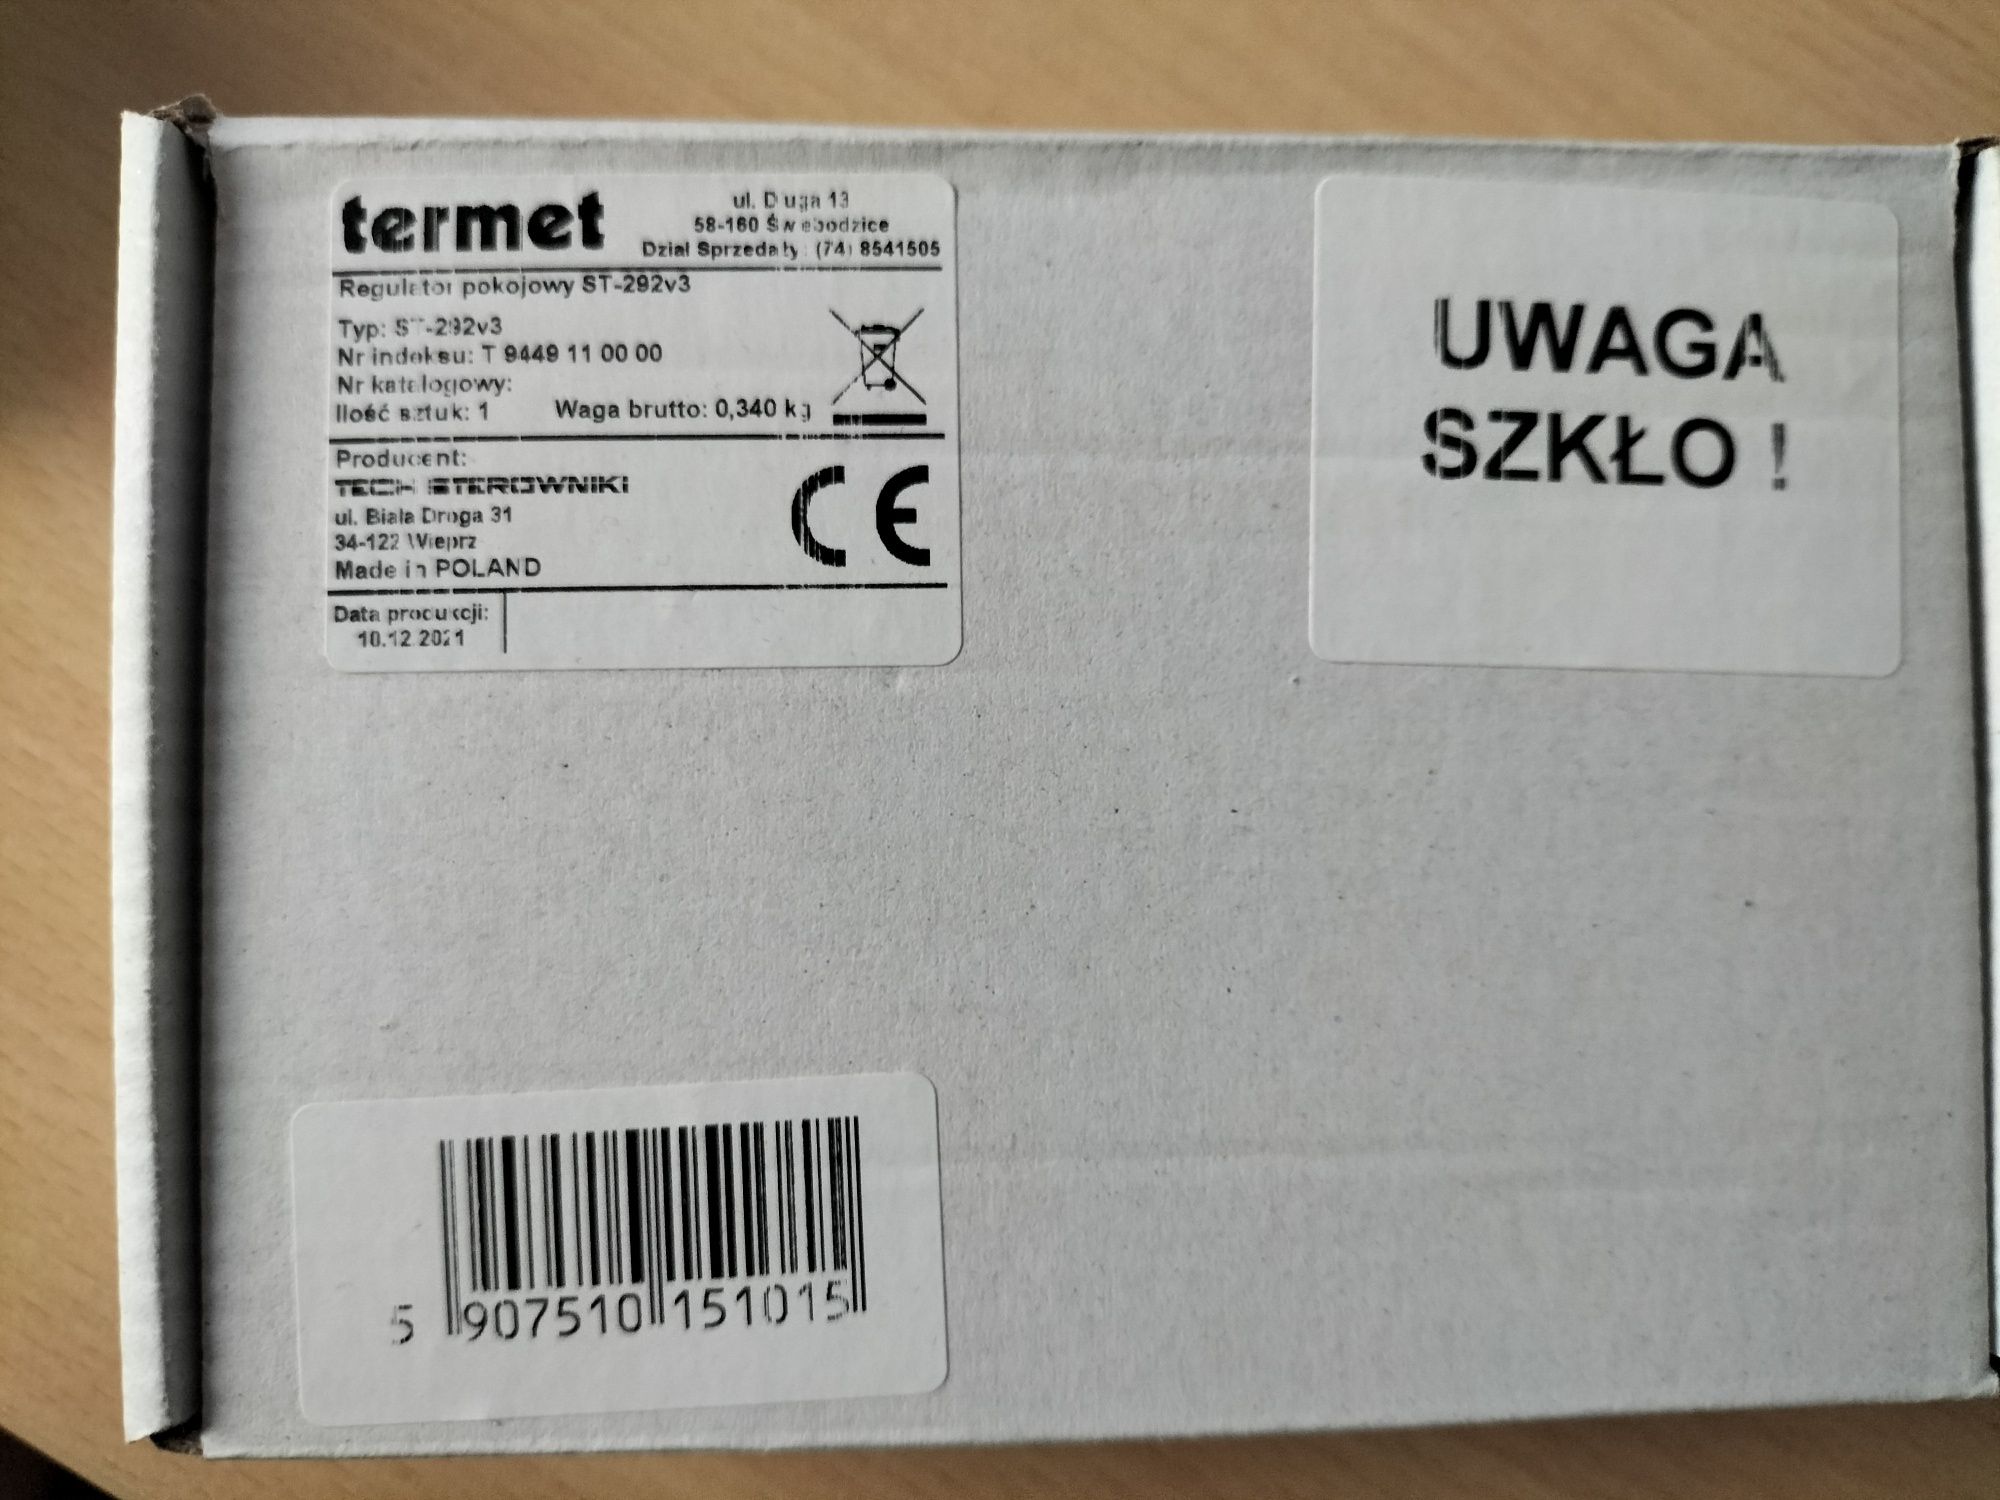 termet
ul. Długa 13
58-160 Świebodzice
Dział Sprzedaży : (74) 8541505
Regulator pokojowy ST-292v3
Typ: ST-292v3
Nr indeksu: T 9449 11 00 00
Nr katalogowy:
Ilość sztuk: 1 Waga brutto: 0,340 kg
Producent:
TECH STEROWNIKI
ul. Biała Droga 31
34-122 Wieprz
Made in POLAND
CE
Data produkcji:
10.12.2021
UWAGA
SZKŁO !
5 907510 151015